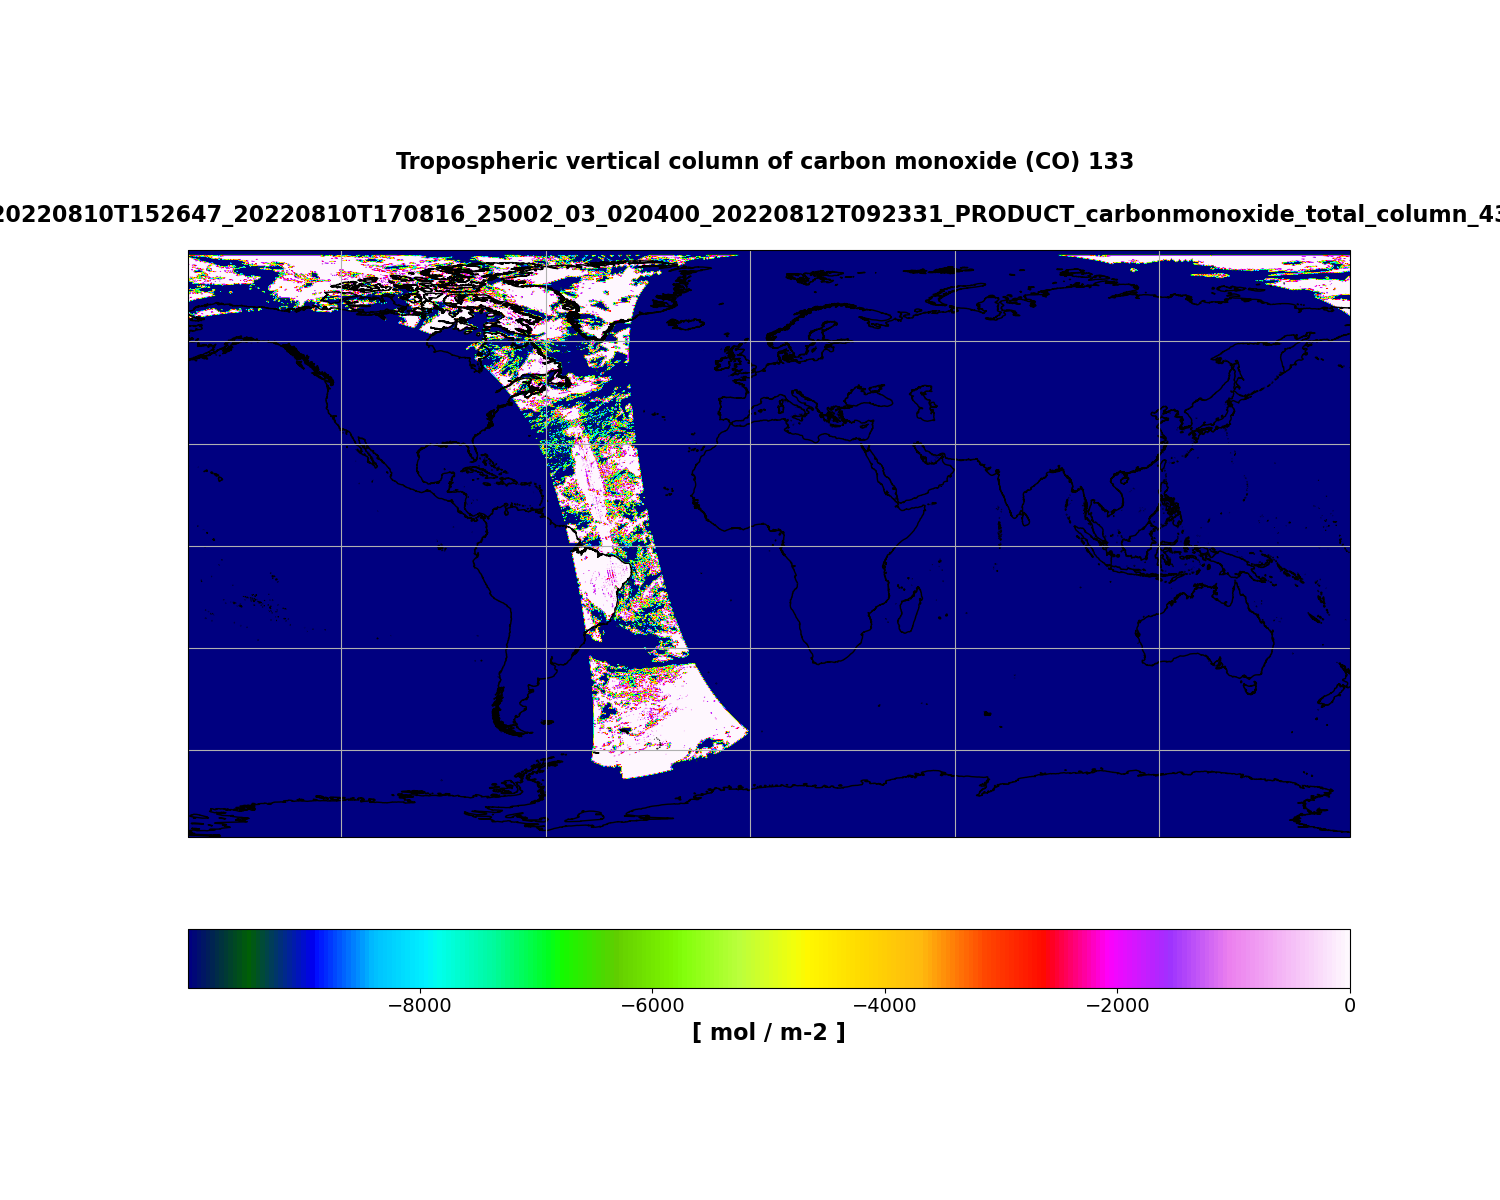 Tropospheric vertical column of carbon monoxide (CO) 133
20220810T152647_20220810T170816_25002_03_020400_20220812T092331_PRODUCT_carbonmonoxide_total_column_43
−8000 −6000 −4000 −2000 0
[ mol / m-2 ]